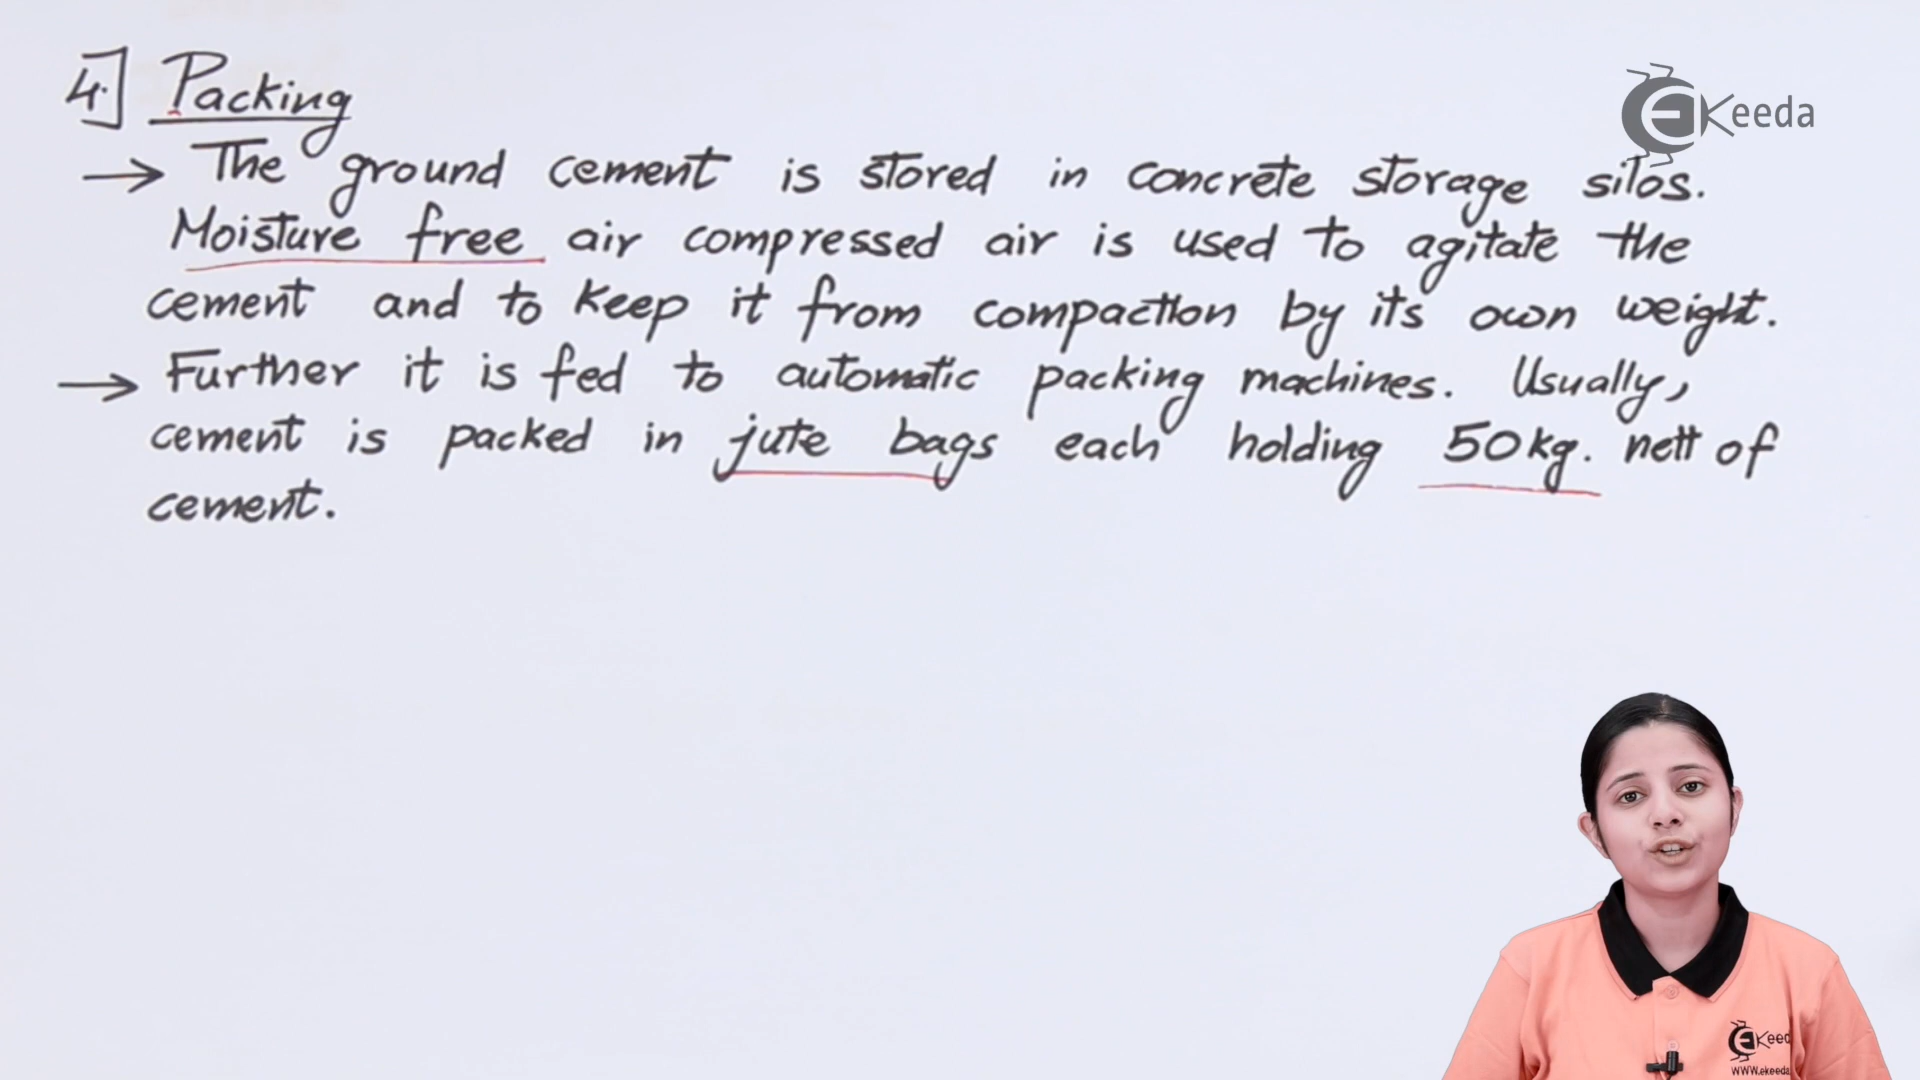 4.] Packing
Keeda
→ The ground cement is stored in concrete storage silos.
Moisture free air compressed air is used to agitate the
cement and to keep it from compaction by its own weight.
→ Further it is fed to automatic packing machines. Usually,
cement is packed in jute bags each holding 50kg. nett of
cement.
Keed
www.ekeeda